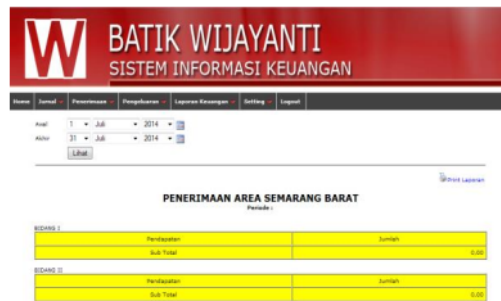 BATIK WIJAYANTI
SISTEM INFORMASI KEUANGAN
Home Jurnal Penerimaan Pengeluaran Laporan Keuangan Setting Logout
Awal 1 Juli 2014
Akhir 31 Juli 2014
Lihat
Print Laporan
PENERIMAAN AREA SEMARANG BARAT
Periode :
BIDANG I
Pendapatan Jumlah
Sub Total 0.00
BIDANG II
Pendapatan Jumlah
Sub Total 0.00